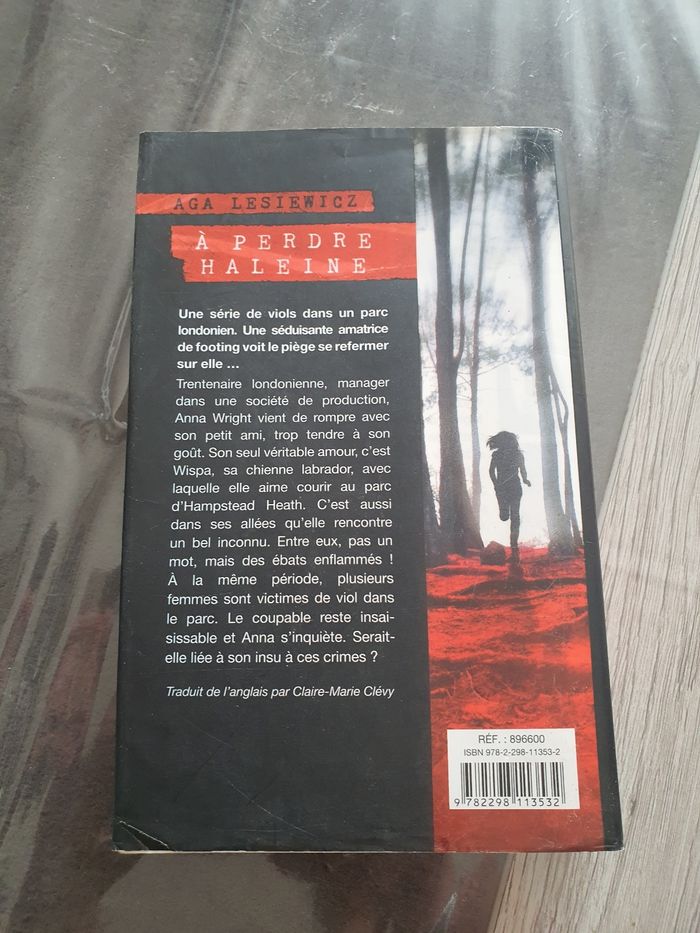 AGA LESIEWICZ
À PERDRE
HALEINE
Une série de viols dans un parc
londonien. Une séduisante amatrice
de footing voit le piège se refermer
sur elle ...
Trentenaire londonienne, manager
dans une société de production,
Anna Wright vient de rompre avec
son petit ami, trop tendre à son
goût. Son seul véritable amour, c’est
Wispa, sa chienne labrador, avec
laquelle elle aime courir au parc
d’Hampstead Heath. C’est aussi
dans ses allées qu’elle rencontre
un bel inconnu. Entre eux, pas un
mot, mais des ébats enflammés !
À la même période, plusieurs
femmes sont victimes de viol dans
le parc. Le coupable reste insai-
sissable et Anna s’inquiète. Serait-
elle liée à son insu à ces crimes ?
Traduit de l’anglais par Claire-Marie Clévy
RÉF. : 896600
ISBN 978-2-298-11353-2
9 782298 113532